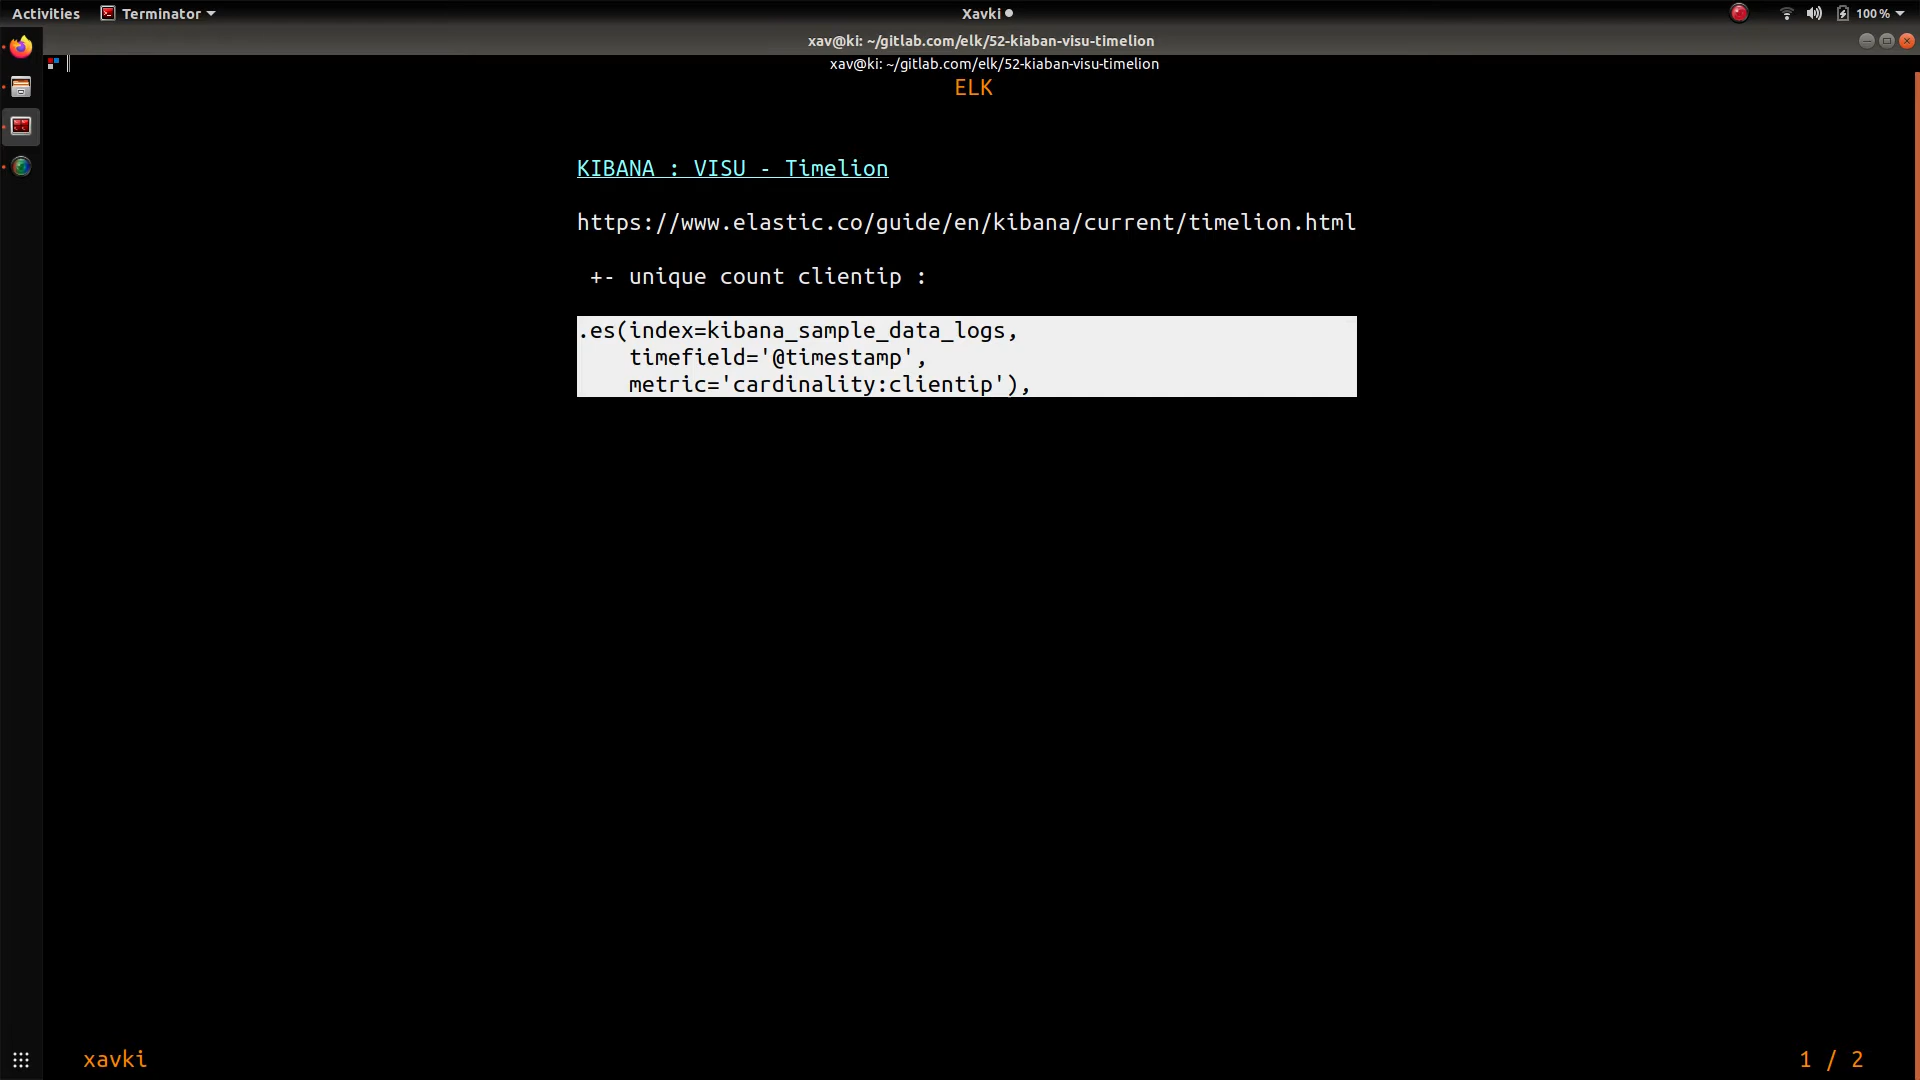 Activities Terminator Xavki 100 %
xav@ki: ~/gitlab.com/elk/52-kiaban-visu-timelion
xav@ki: ~/gitlab.com/elk/52-kiaban-visu-timelion
ELK
KIBANA : VISU - Timelion
https://www.elastic.co/guide/en/kibana/current/timelion.html
+- unique count clientip :
.es(index=kibana_sample_data_logs,
timefield='@timestamp',
metric='cardinality:clientip'),
xavki 1 / 2